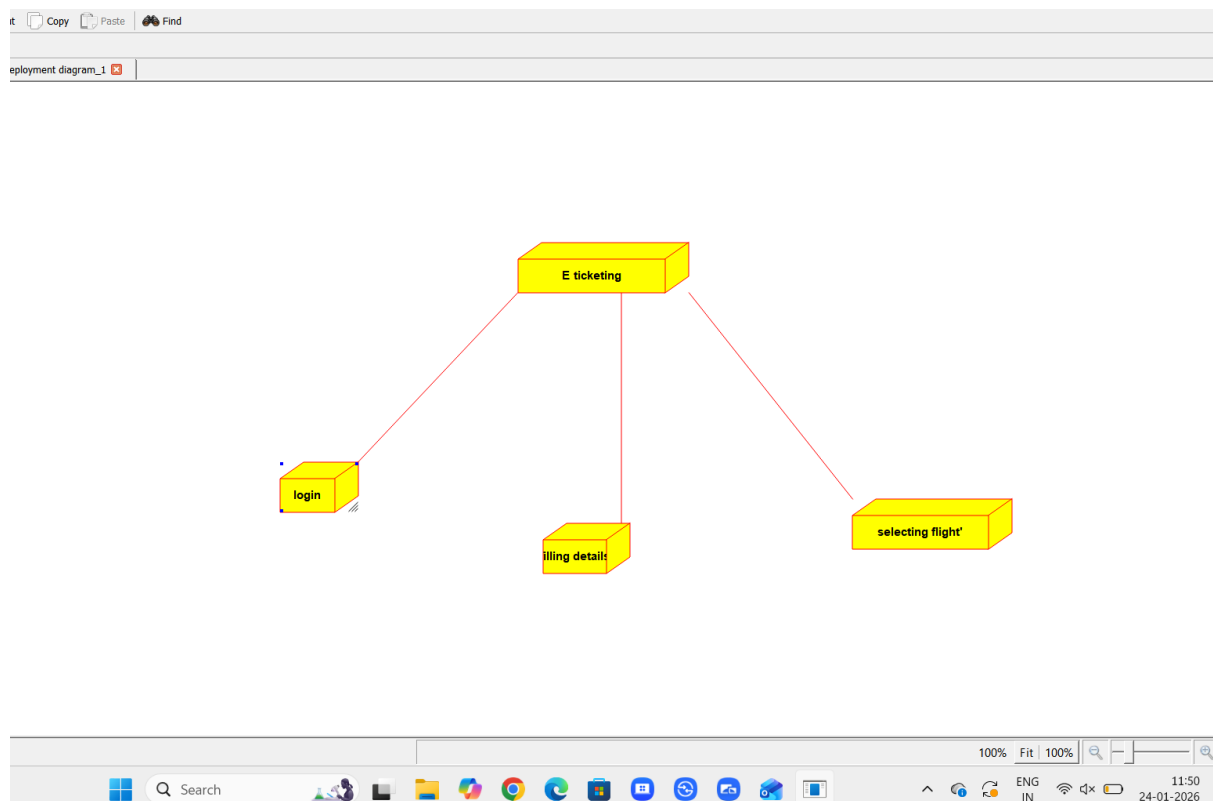 t Copy Paste Find
eployment diagram_1
E ticketing
login
illing details
selecting flight'
100% Fit 100%
Search
ENG
IN
11:50
24-01-2026